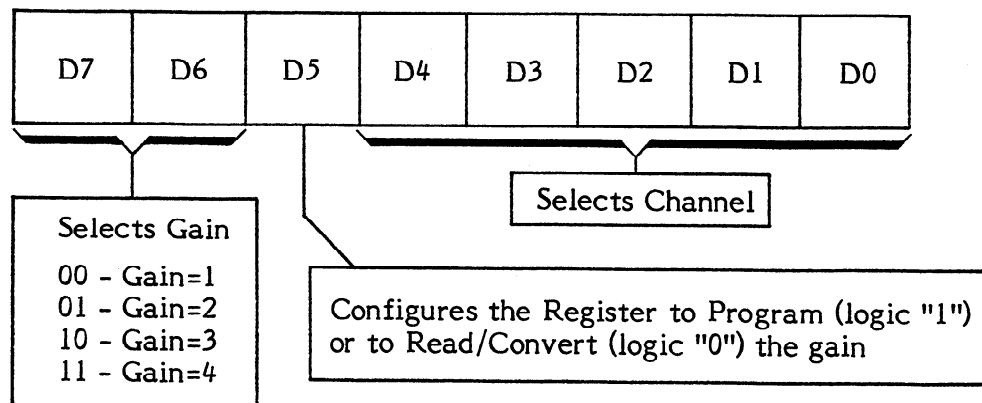 D7 D6 D5 D4 D3 D2 D1 D0
Selects Channel
Selects Gain
00 - Gain=1
01 - Gain=2
10 - Gain=3
11 - Gain=4
Configures the Register to Program (logic "1")
or to Read/Convert (logic "0") the gain